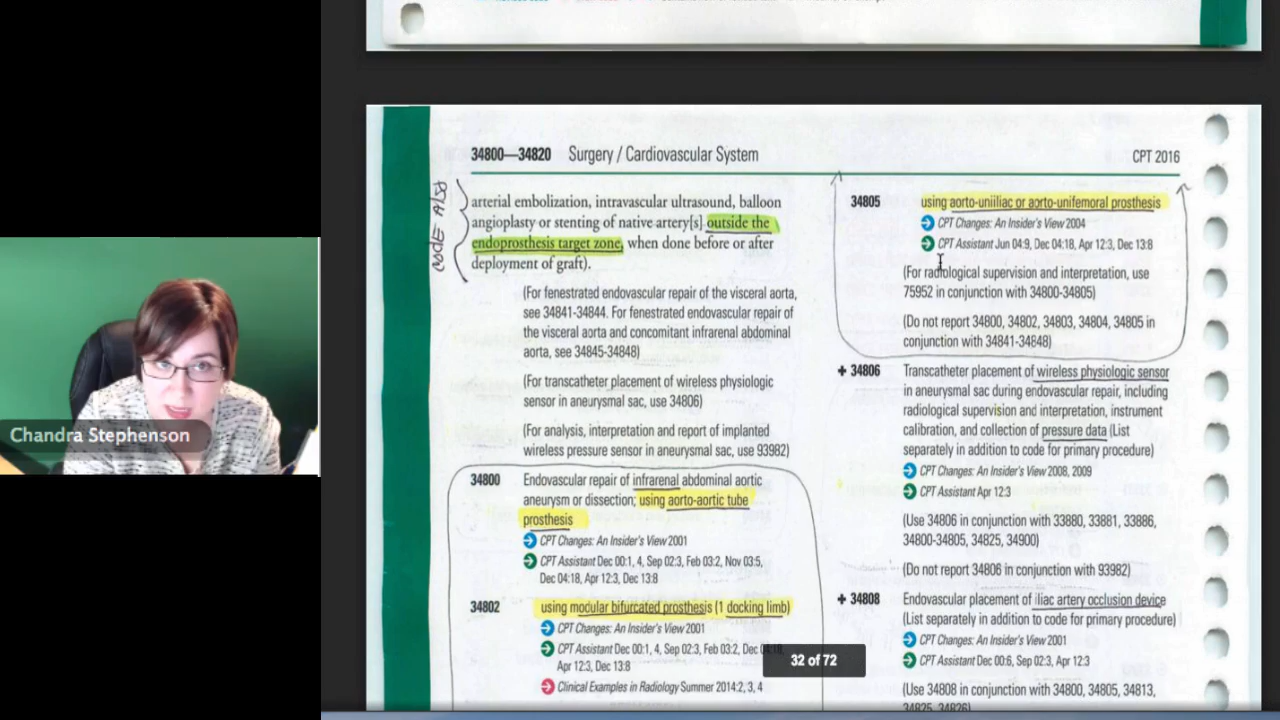 34800—34820 Surgery / Cardiovascular System
CPT 2016
CODE ALSO
arterial embolization, intravascular ultrasound, balloon
angioplasty or stenting of native artery[s] outside the
endoprosthesis target zone, when done before or after
deployment of graft).
(For fenestrated endovascular repair of the visceral aorta,
see 34841-34844. For fenestrated endovascular repair of
the visceral aorta and concomitant infrarenal abdominal
aorta, see 34845-34848)
(For transcatheter placement of wireless physiologic
sensor in aneurysmal sac, use 34806)
(For analysis, interpretation and report of implanted
wireless pressure sensor in aneurysmal sac, use 93982)
34800 Endovascular repair of infrarenal abdominal aortic
aneurysm or dissection; using aorto-aortic tube
prosthesis
CPT Changes: An Insider's View 2001
CPT Assistant Dec 00:1, 4, Sep 02:3, Feb 03:2, Nov 03:5,
Dec 04:18, Apr 12:3, Dec 13:8
34802 using modular bifurcated prosthesis (1 docking limb)
CPT Changes: An Insider's View 2001
CPT Assistant Dec 00:1, 4, Sep 02:3, Feb 03:2, Dec
Apr 12:3, Dec 13:8
Clinical Examples in Radiology Summer 2014:2, 3, 4
34805 using aorto-uniiliac or aorto-unifemoral prosthesis
CPT Changes: An Insider's View 2004
CPT Assistant Jun 04:9, Dec 04:18, Apr 12:3, Dec 13:8
(For radiological supervision and interpretation, use
75952 in conjunction with 34800-34805)
(Do not report 34800, 34802, 34803, 34804, 34805 in
conjunction with 34841-34848)
+ 34806 Transcatheter placement of wireless physiologic sensor
in aneurysmal sac during endovascular repair, including
radiological supervision and interpretation, instrument
calibration, and collection of pressure data (List
separately in addition to code for primary procedure)
CPT Changes: An Insider's View 2008, 2009
CPT Assistant Apr 12:3
(Use 34806 in conjunction with 33880, 33881, 33886,
34800-34805, 34825, 34900)
(Do not report 34806 in conjunction with 93982)
+ 34808 Endovascular placement of iliac artery occlusion device
(List separately in addition to code for primary procedure)
CPT Changes: An Insider's View 2001
CPT Assistant Dec 00:6, Sep 02:3, Apr 12:3
(Use 34808 in conjunction with 34800, 34805, 34813,
34825, 34826)
32 of 72
Chandra Stephenson